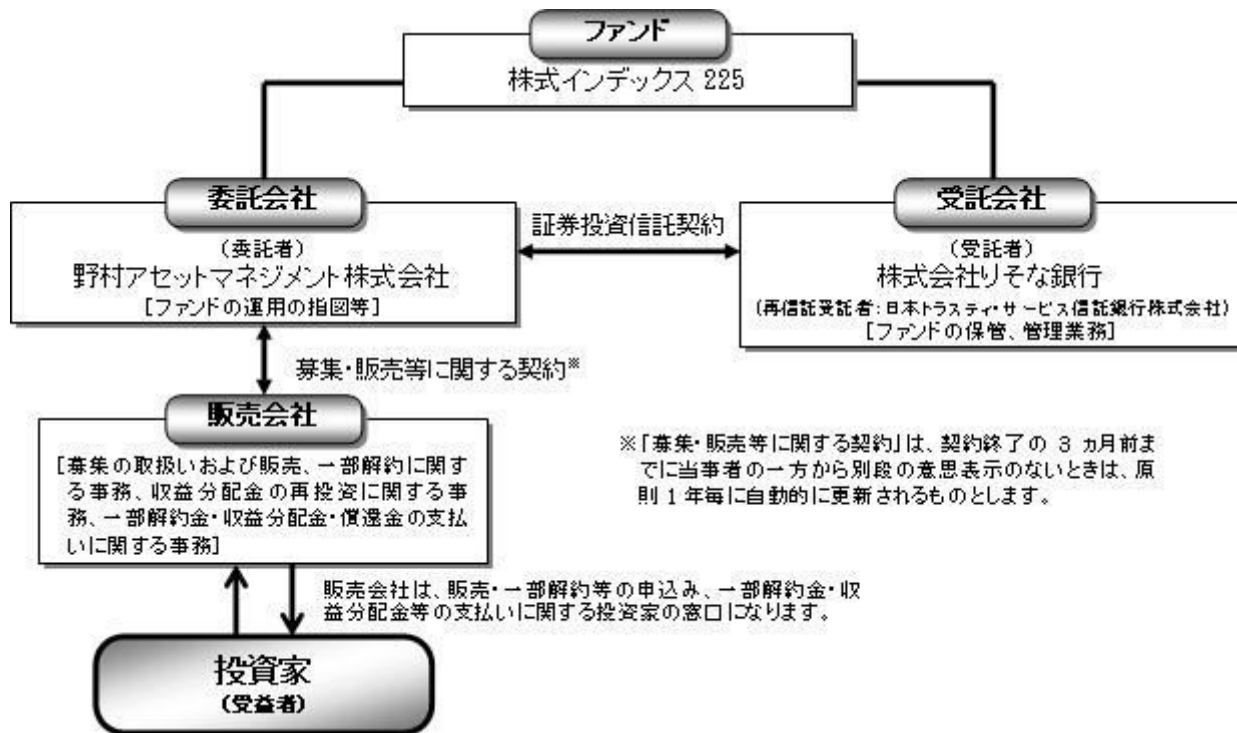 ファンド
株式インデックス 225
委託会社
(委託者)
野村アセットマネジメント株式会社
[ファンドの運用の指図等]
証券投資信託契約
受託会社
(受託者)
株式会社りそな銀行
(再信託受託者:日本トラスティ・サービス信託銀行株式会社)
[ファンドの保管、管理業務]
募集・販売等に関する契約※
販売会社
[募集の取扱いおよび販売、一部解約に関す
る事務、収益分配金の再投資に関する事
務、一部解約金・収益分配金・償還金の支払
いに関する事務]
※「募集・販売等に関する契約」は、契約終了の 3 ヵ月前ま
でに当事者の一方から別段の意思表示のないときは、原
則 1 年毎に自動的に更新されるものとします。
販売会社は、販売・一部解約等の申込み、一部解約金・収
益分配金等の支払いに関する投資家の窓口になります。
投資家
(受益者)